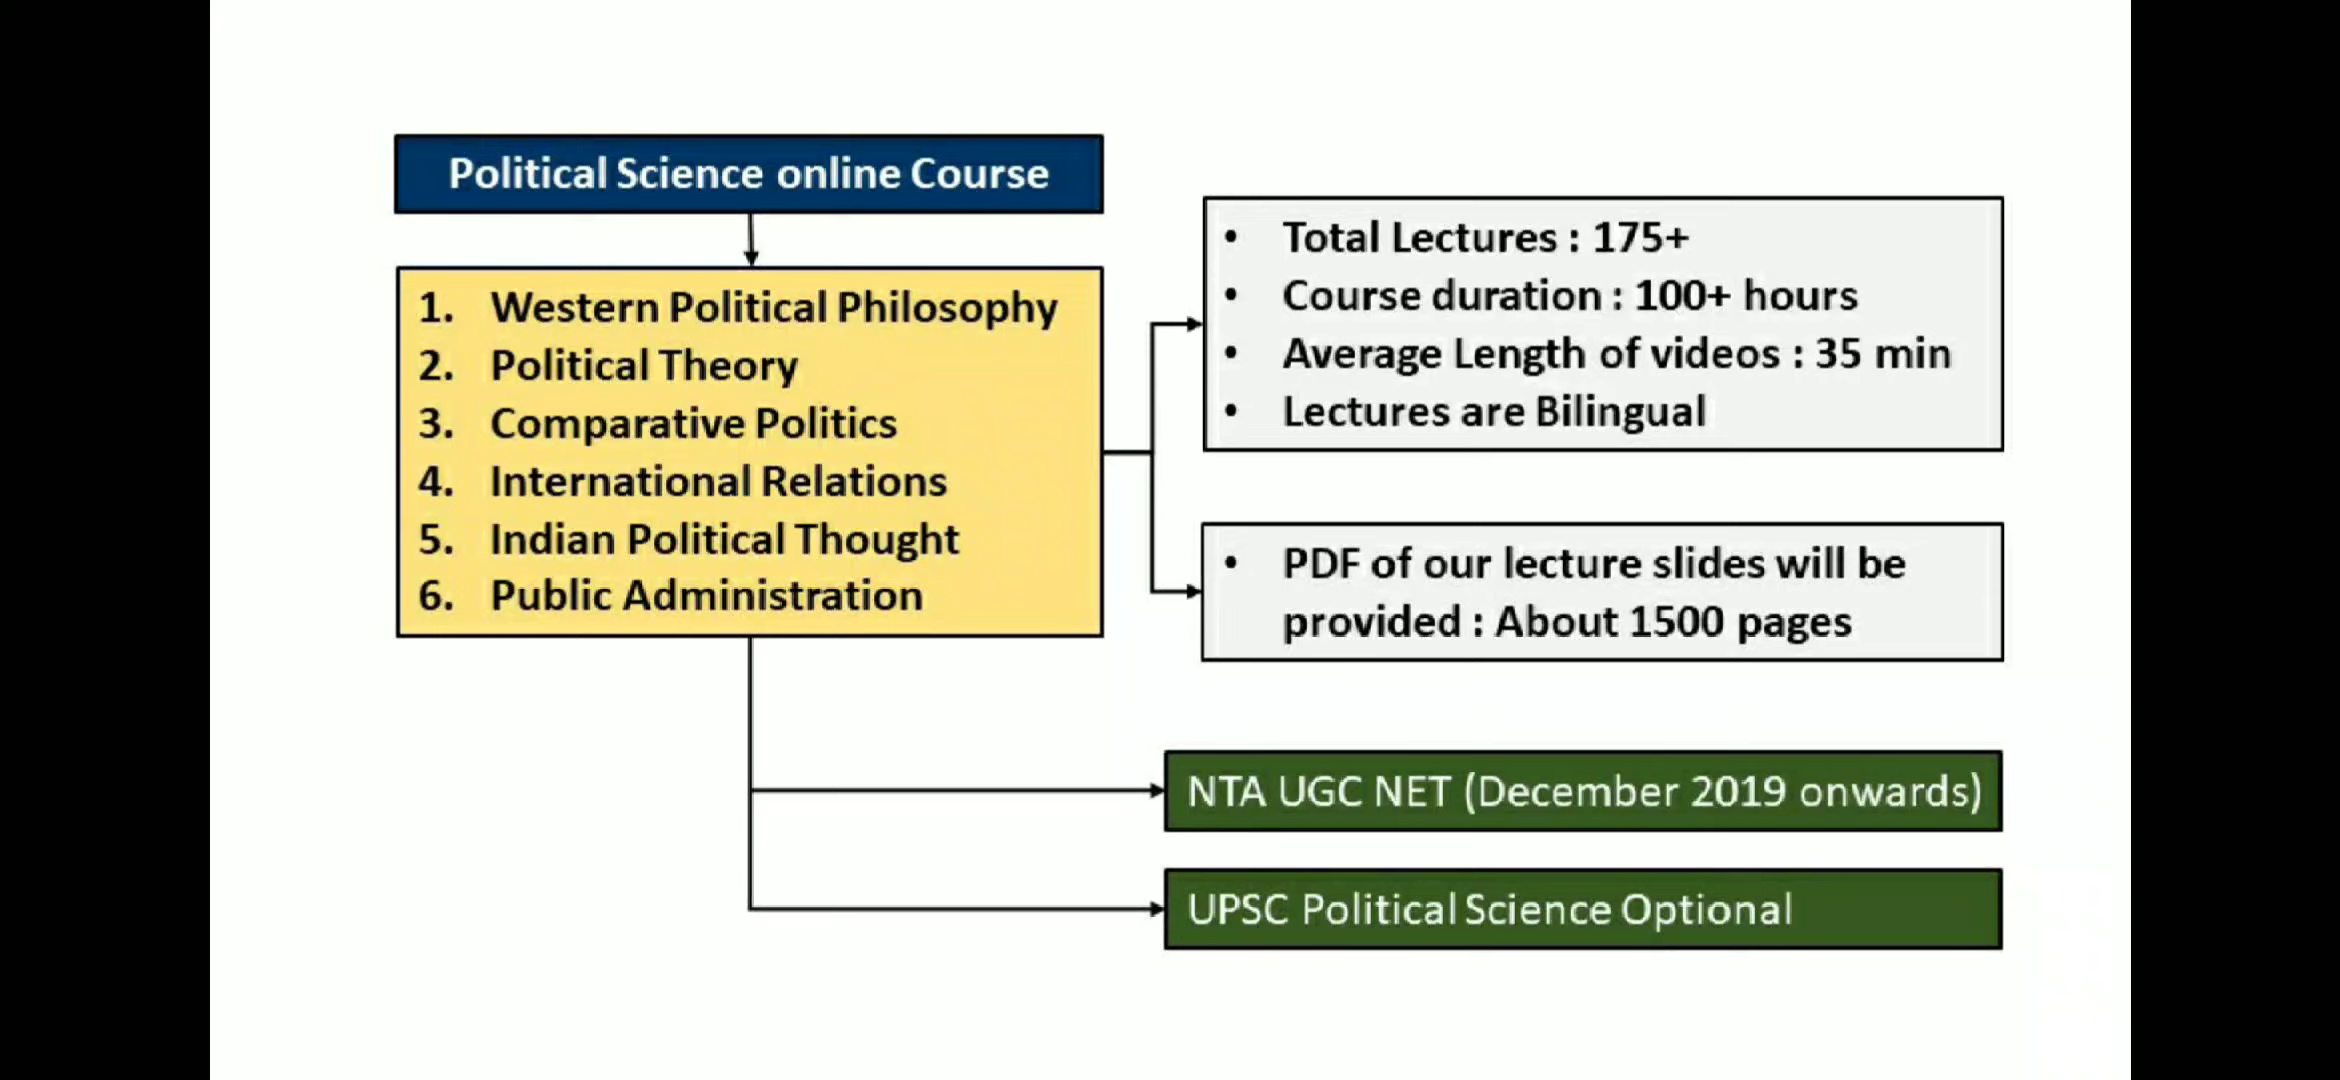 Political Science online Course
1. Western Political Philosophy
2. Political Theory
3. Comparative Politics
4. International Relations
5. Indian Political Thought
6. Public Administration
• Total Lectures : 175+
• Course duration : 100+ hours
• Average Length of videos : 35 min
• Lectures are Bilingual
• PDF of our lecture slides will be
provided : About 1500 pages
NTA UGC NET (December 2019 onwards)
UPSC Political Science Optional